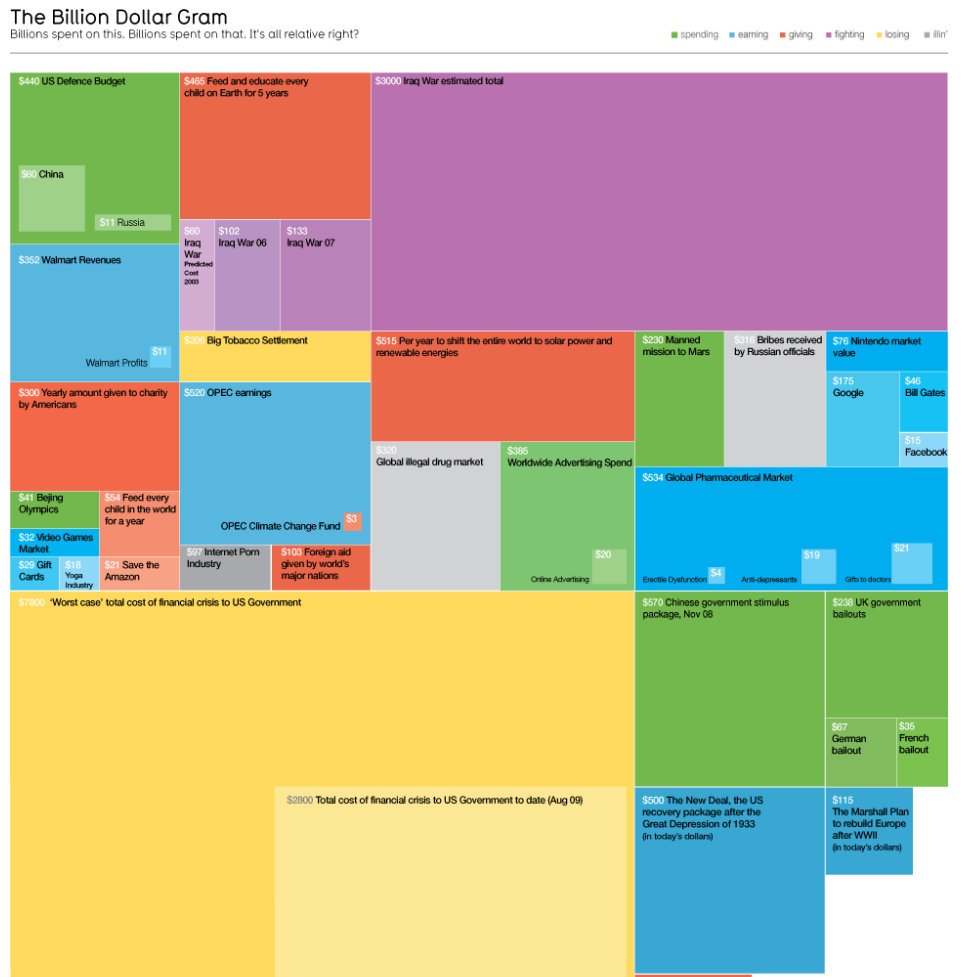 The Billion Dollar Gram
Billions spent on this. Billions spent on that. It's all relative right?
spending
earning
giving
fighting
losing
illin'
$440 US Defence Budget
$60 China
$11 Russia
$465 Feed and educate every
child on Earth for 5 years
$3000 Iraq War estimated total
$60
Iraq
War
Predicted
Cost
2003
$102
Iraq War 06
$133
Iraq War 07
$352 Walmart Revenues
$11
Walmart Profits
$206 Big Tobacco Settlement
$515 Per year to shift the entire world to solar power and
renewable energies
$230 Manned
mission to Mars
$316 Bribes received
by Russian officials
$76 Nintendo market
value
$175
Google
$46
Bill Gates
$15
Facebook
$300 Yearly amount given to charity
by Americans
$520 OPEC earnings
$3
OPEC Climate Change Fund
$320
Global illegal drug market
$385
Worldwide Advertising Spend
$20
Online Advertising
$534 Global Pharmaceutical Market
$4
Erectile Dysfunction
$19
Anti-depressants
$21
Gifts to doctors
$41 Bejing
Olympics
$54 Feed every
child in the world
for a year
$32 Video Games
Market
$29 Gift
Cards
$18
Yoga
Industry
$21 Save the
Amazon
$97 Internet Porn
Industry
$103 Foreign aid
given by world's
major nations
$7800 'Worst case' total cost of financial crisis to US Government
$570 Chinese government stimulus
package, Nov 08
$238 UK government
bailouts
$67
German
bailout
$35
French
bailout
$2800 Total cost of financial crisis to US Government to date (Aug 09)
$500 The New Deal, the US
recovery package after the
Great Depression of 1933
(in today's dollars)
$115
The Marshall Plan
to rebuild Europe
after WWII
(in today's dollars)